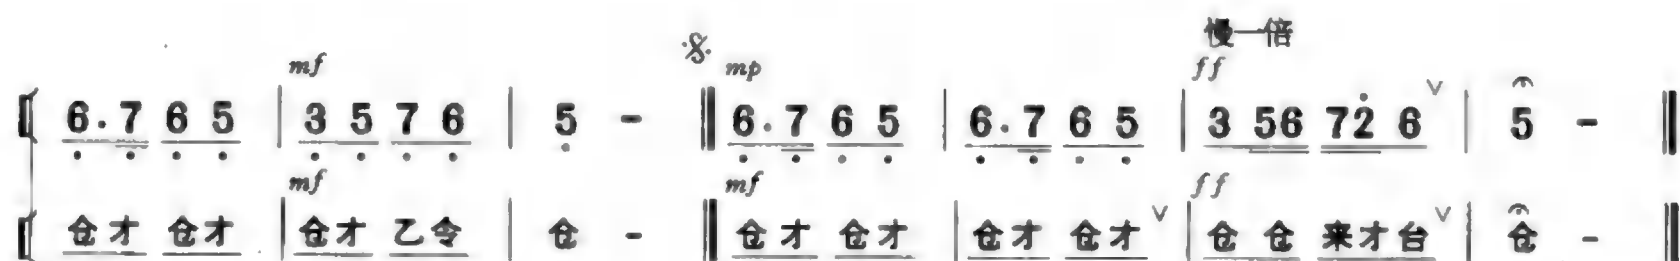 慢一倍
mf mp ff
6·7 6 5 | 3 5 7 6 | 5 - ‖ 6·7 6 5 | 6·7 6 5 | 3 56 72 6 ∨ | 5 - ‖
mf mf ff
仓才 仓才 | 仓才 乙令 | 仓 - ‖ 仓才 仓才 | 仓才 仓才 ∨ | 仓 仓 来才台 ∨ | 仓 - ‖